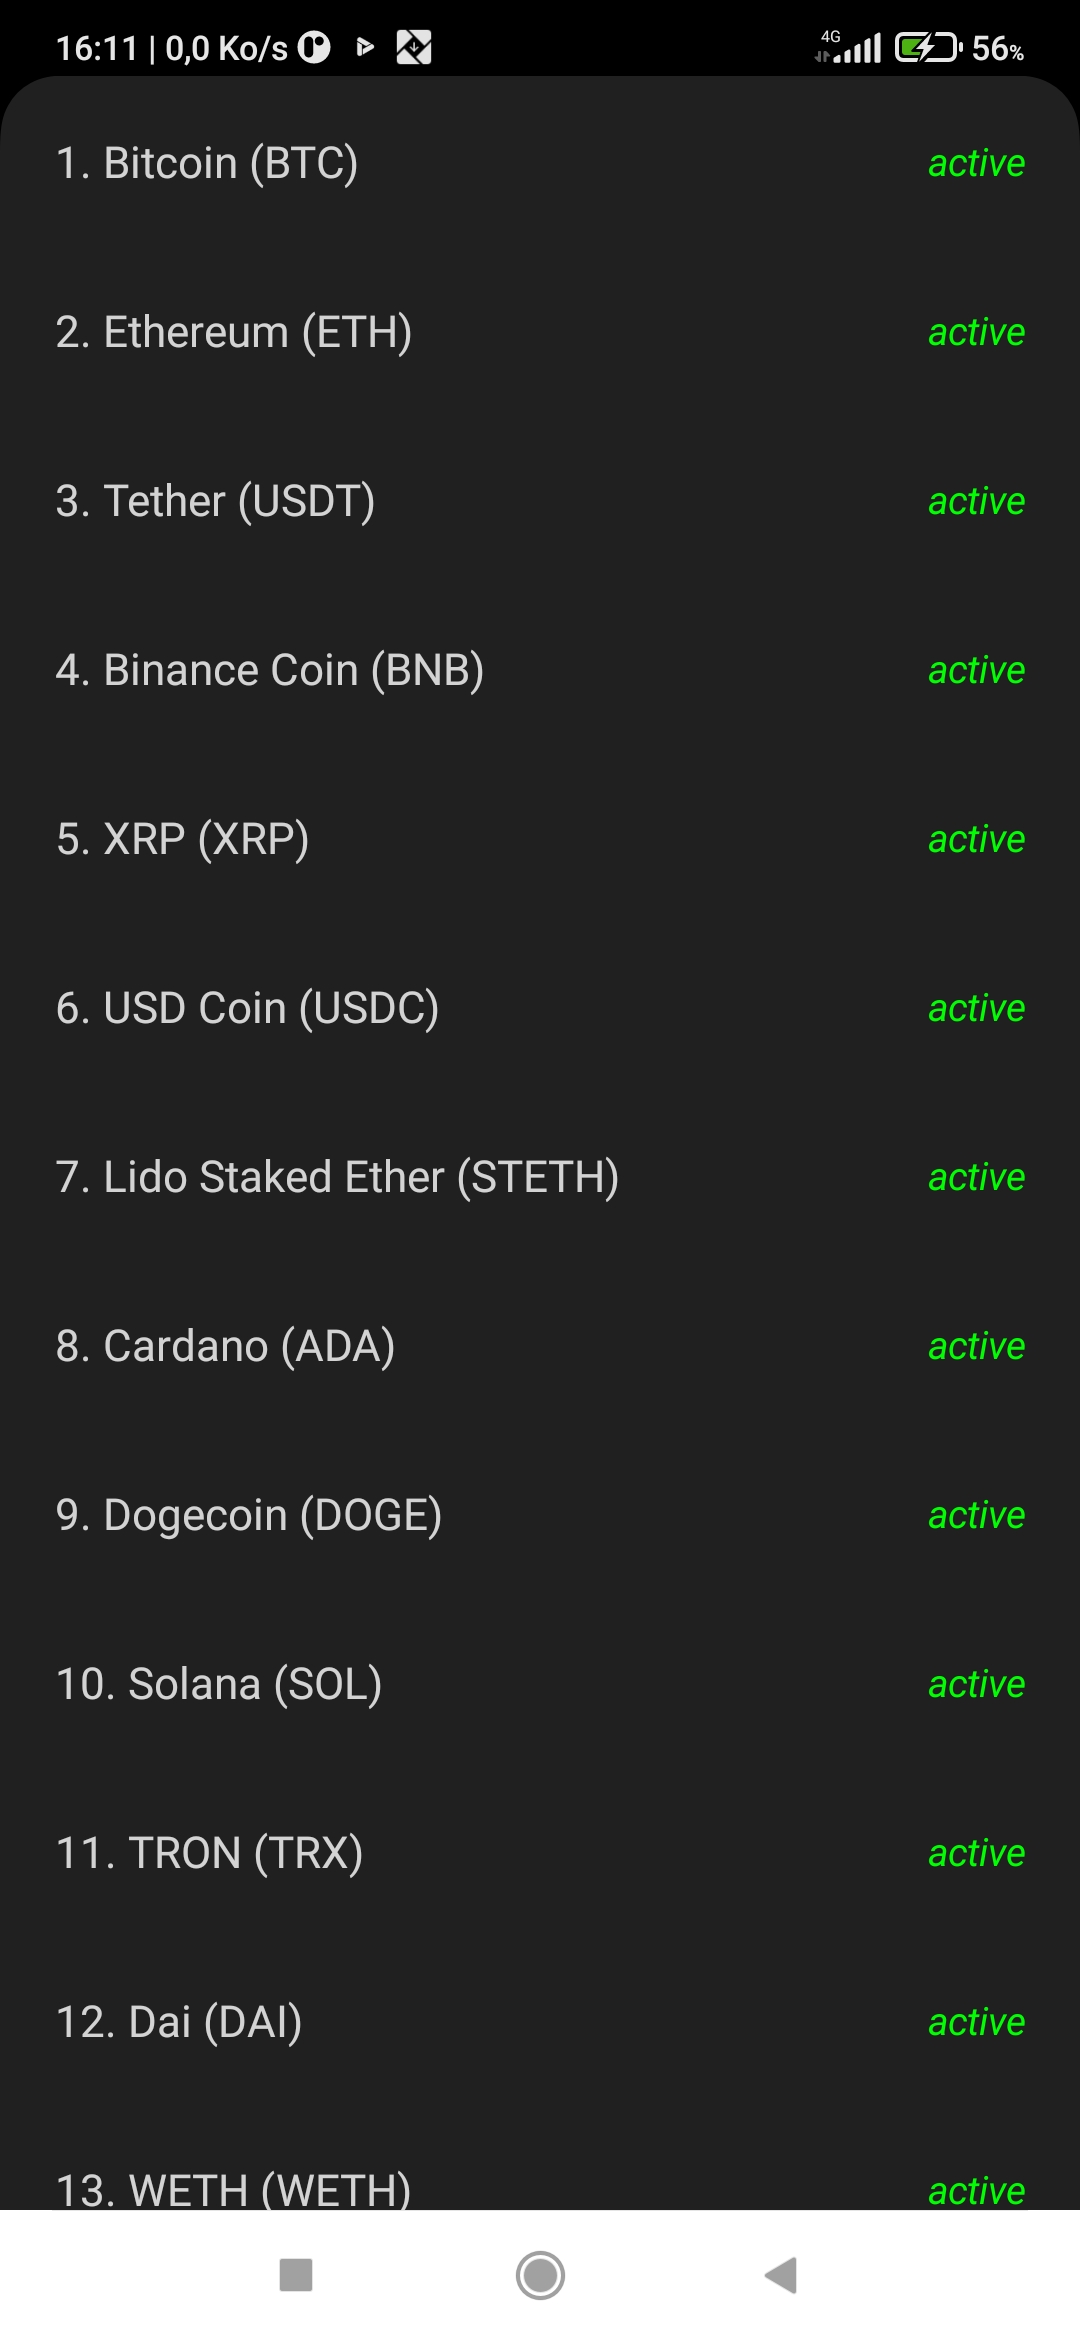 16:11 | 0,0 Ko/s 4G 56%
1. Bitcoin (BTC) active
2. Ethereum (ETH) active
3. Tether (USDT) active
4. Binance Coin (BNB) active
5. XRP (XRP) active
6. USD Coin (USDC) active
7. Lido Staked Ether (STETH) active
8. Cardano (ADA) active
9. Dogecoin (DOGE) active
10. Solana (SOL) active
11. TRON (TRX) active
12. Dai (DAI) active
13. WETH (WETH) active